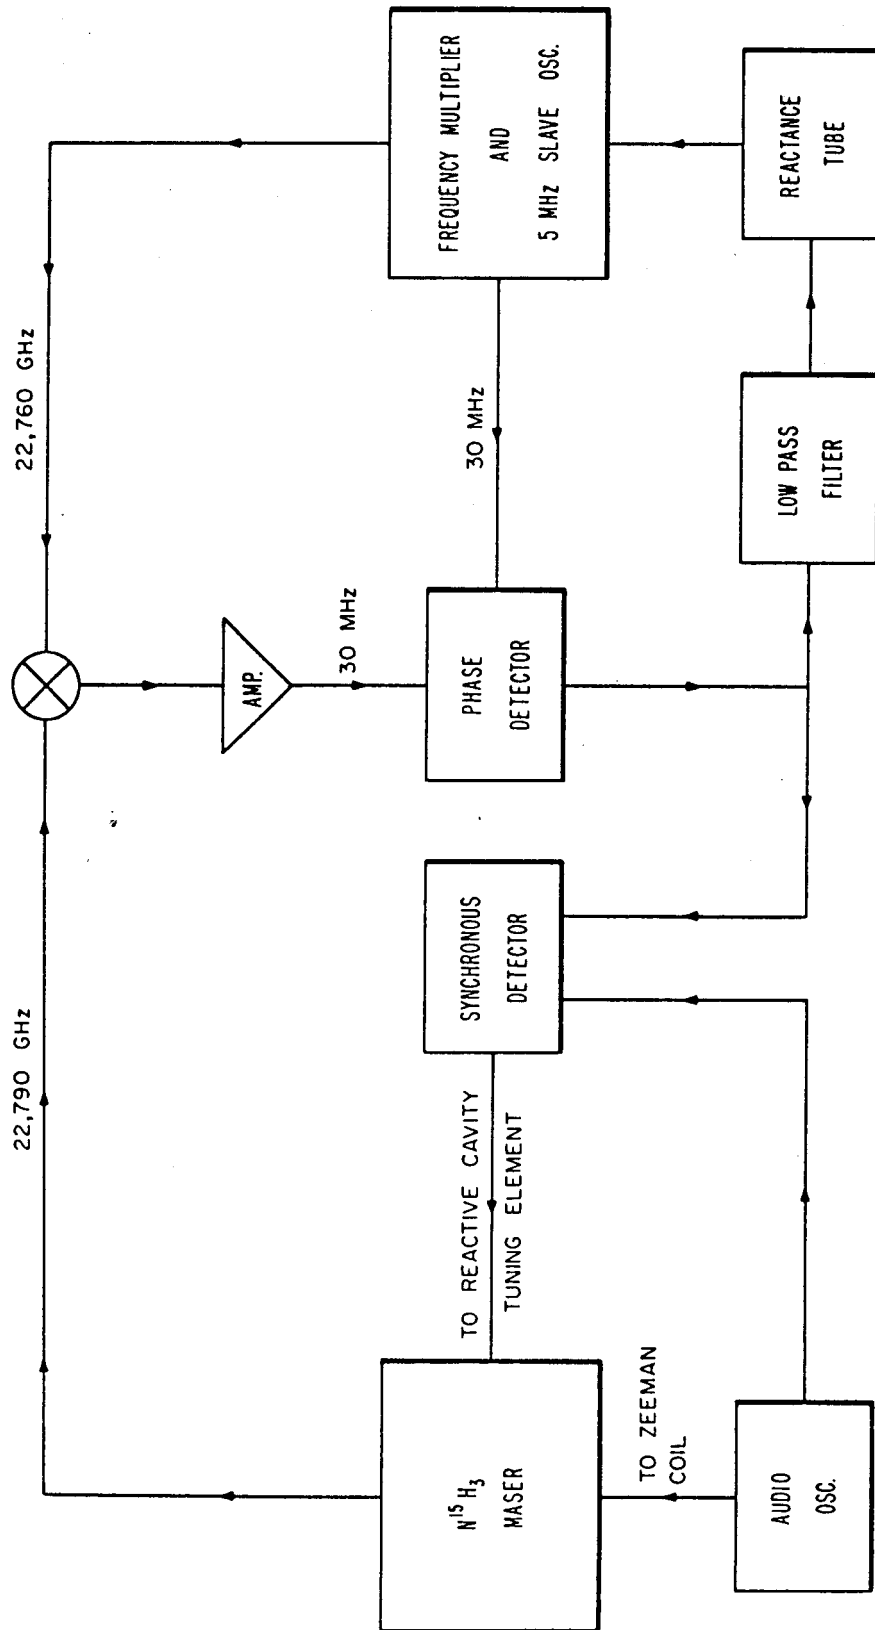 22,790 GHz
22,760 GHz
N¹⁵H₃
MASER
TO REACTIVE CAVITY
TUNING ELEMENT
SYNCHRONOUS
DETECTOR
AMP.
30 MHz
PHASE
DETECTOR
30 MHz
FREQUENCY MULTIPLIER
AND
5 MHz SLAVE OSC.
TO ZEEMAN
COIL
AUDIO
OSC.
LOW PASS
FILTER
REACTANCE
TUBE